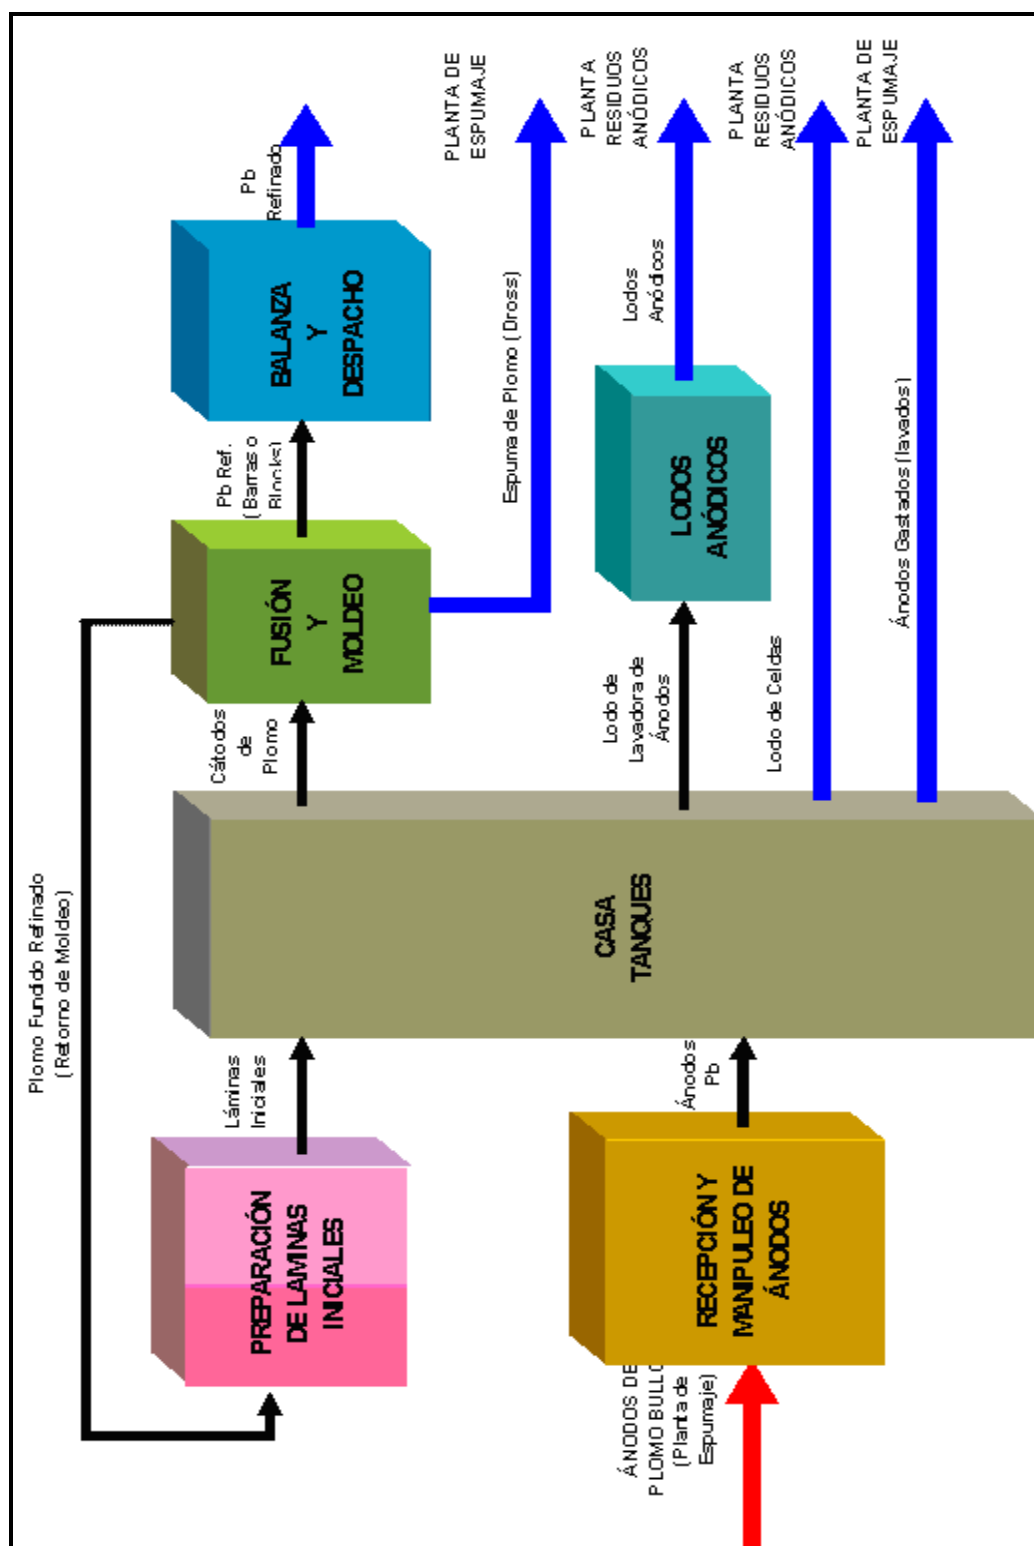 Plomo Fundido Refinado
(Retorno de Moldeo)
PREPARACIÓN
DE LAMINAS
INICIALES
Láminas
Iniciales
Cátodos
de
Plomo
FUSIÓN
Y
MOLDEO
Pb Ref.
(Barras o
Blocks)
BALANZA
Y
DESPACHO
Pb
Refinado
Espuma de Plomo (Dross)
PLANTA DE
ESPUMAJE
ÁNODOS DE
PLOMO BULLO
(Planta de
Espumaje)
RECEPCIÓN Y
MANIPULEO DE
ÁNODOS
Ánodos
Pb
CASA
TANQUES
Lodo de
Lavadora de
Ánodos
LODOS
ANÓDICOS
Lodos
Anódicos
PLANTA
RESIDUOS
ANÓDICOS
Lodo de Celdas
PLANTA
RESIDUOS
ANÓDICOS
Ánodos Gastados (lavados)
PLANTA DE
ESPUMAJE